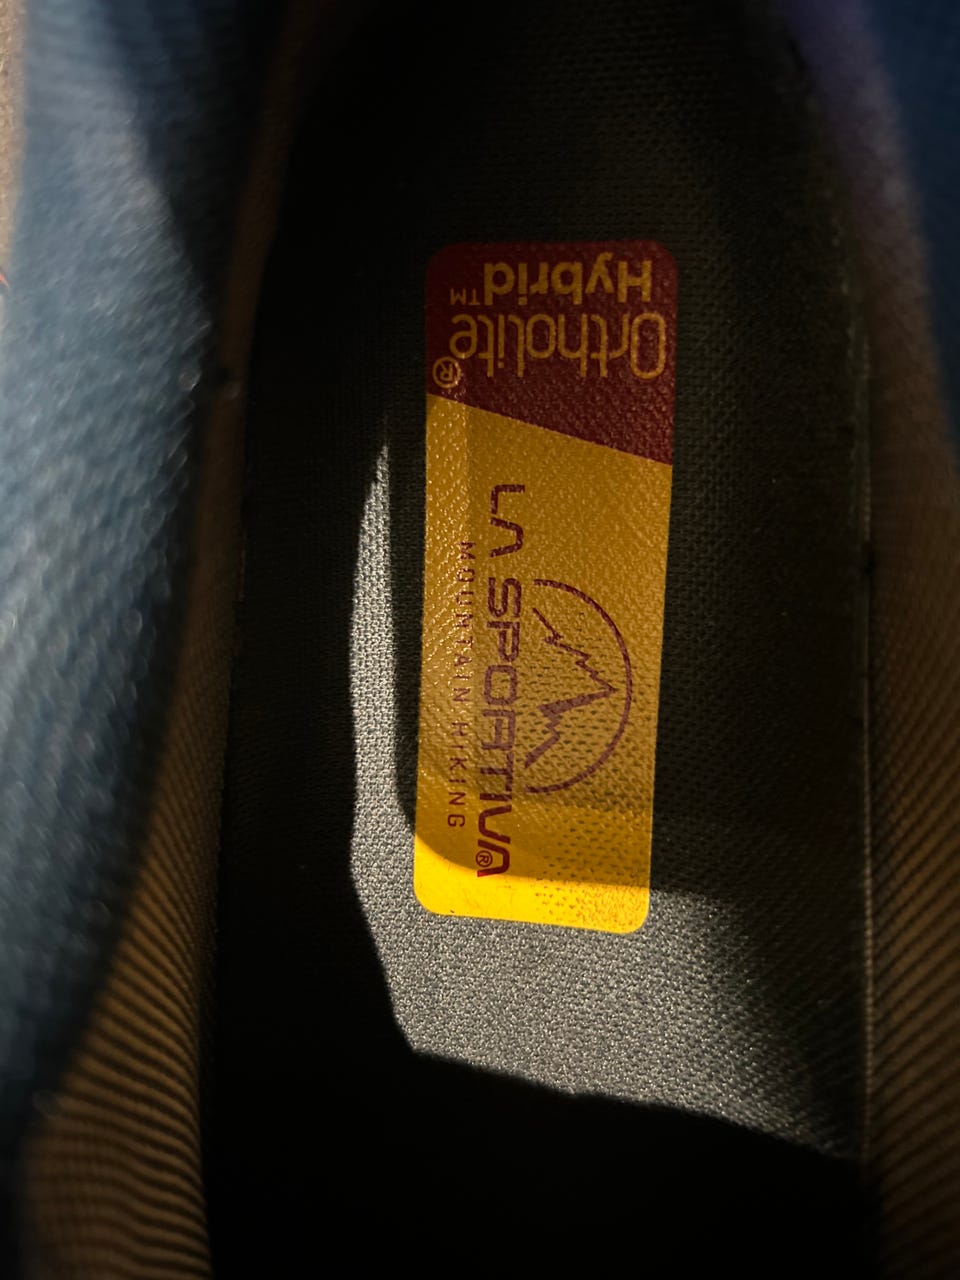 Ortholite®
Hybrid™
LA SPORTIVA®
MOUNTAIN HIKING